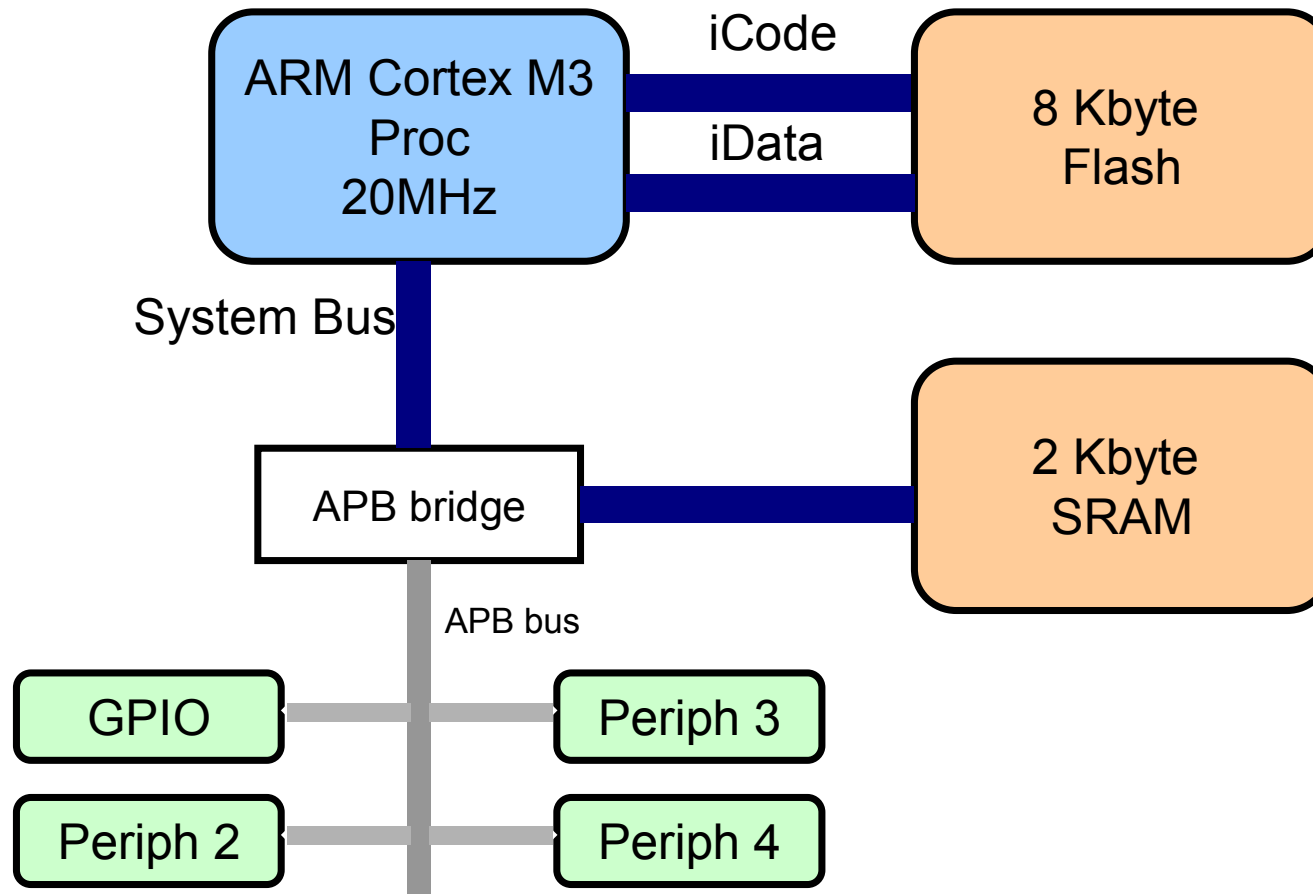 ARM Cortex M3
Proc
20MHz
iCode
iData
8 Kbyte
Flash
System Bus
APB bridge
2 Kbyte
SRAM
APB bus
GPIO
Periph 3
Periph 2
Periph 4